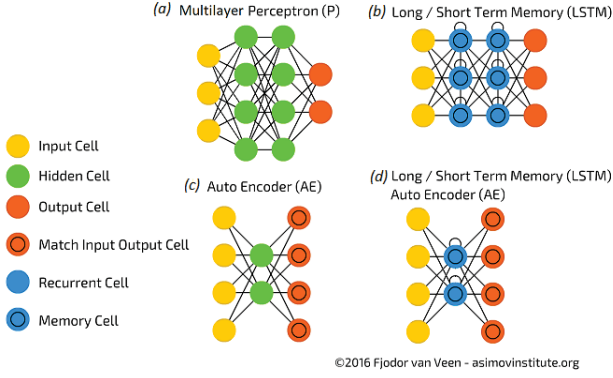 (a) Multilayer Perceptron (P)
(b) Long / Short Term Memory (LSTM)
Input Cell
Hidden Cell
Output Cell
Match Input Output Cell
Recurrent Cell
Memory Cell
(c) Auto Encoder (AE)
(d) Long / Short Term Memory (LSTM)
Auto Encoder (AE)
©2016 Fjodor van Veen - asimovinstitute.org